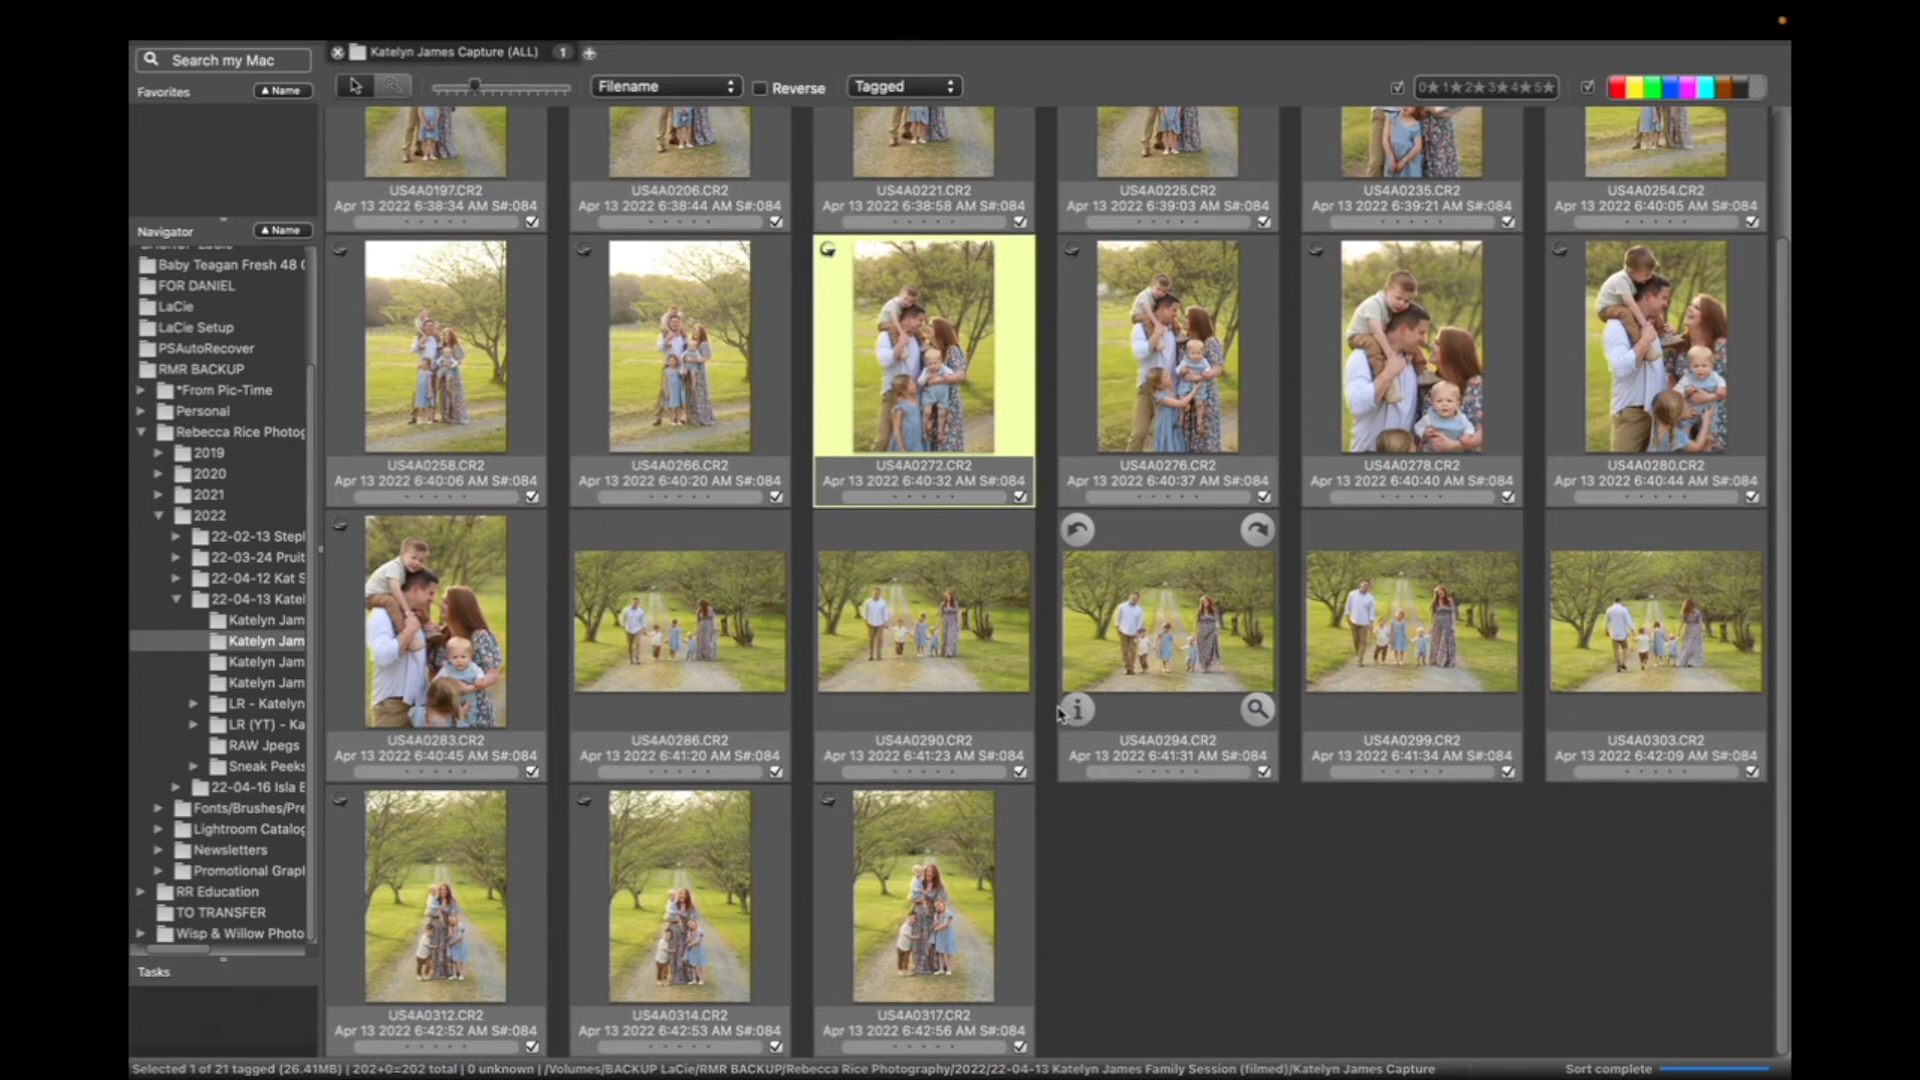 Search my Mac
Katelyn James Capture (ALL) 1
Favorites
Name
Filename
Reverse
Tagged
0★1★2★3★4★5★
US4A0197.CR2
Apr 13 2022 6:38:34 AM S#:084
US4A0206.CR2
Apr 13 2022 6:38:44 AM S#:084
US4A0221.CR2
Apr 13 2022 6:38:58 AM S#:084
US4A0225.CR2
Apr 13 2022 6:39:03 AM S#:084
US4A0235.CR2
Apr 13 2022 6:39:21 AM S#:084
US4A0254.CR2
Apr 13 2022 6:40:05 AM S#:084
Navigator
Name
Baby Teagan Fresh 48
FOR DANIEL
LaCie
LaCie Setup
PSAutoRecover
RMR BACKUP
*From Pic-Time
Personal
Rebecca Rice Photog
2019
2020
2021
2022
22-02-13 Step
22-03-24 Pruit
22-04-12 Kat S
22-04-13 Katel
Katelyn Jam
Katelyn Jam
Katelyn Jam
Katelyn Jam
LR - Katelyn
LR (YT) - Ka
RAW Jpegs
Sneak Peeks
22-04-16 Isla E
Fonts/Brushes/Pre
Lightroom Catalog
Newsletters
Promotional Grap
RR Education
TO TRANSFER
Wisp & Willow Photo
Tasks
US4A0258.CR2
Apr 13 2022 6:40:06 AM S#:084
US4A0266.CR2
Apr 13 2022 6:40:20 AM S#:084
US4A0272.CR2
Apr 13 2022 6:40:32 AM S#:084
US4A0276.CR2
Apr 13 2022 6:40:37 AM S#:084
US4A0278.CR2
Apr 13 2022 6:40:40 AM S#:084
US4A0280.CR2
Apr 13 2022 6:40:44 AM S#:084
US4A0283.CR2
Apr 13 2022 6:40:45 AM S#:084
US4A0286.CR2
Apr 13 2022 6:41:20 AM S#:084
US4A0290.CR2
Apr 13 2022 6:41:23 AM S#:084
US4A0294.CR2
Apr 13 2022 6:41:31 AM S#:084
US4A0299.CR2
Apr 13 2022 6:41:34 AM S#:084
US4A0303.CR2
Apr 13 2022 6:42:09 AM S#:084
US4A0312.CR2
Apr 13 2022 6:42:52 AM S#:084
US4A0314.CR2
Apr 13 2022 6:42:53 AM S#:084
US4A0317.CR2
Apr 13 2022 6:42:56 AM S#:084
Selected 1 of 21 tagged (26.41MB) | 202+0=202 total | 0 unknown | /Volumes/BACKUP LaCie/RMR BACKUP/Rebecca Rice Photography/2022/22-04-13 Katelyn James Family Session (filmed)/Katelyn James Capture
Sort complete